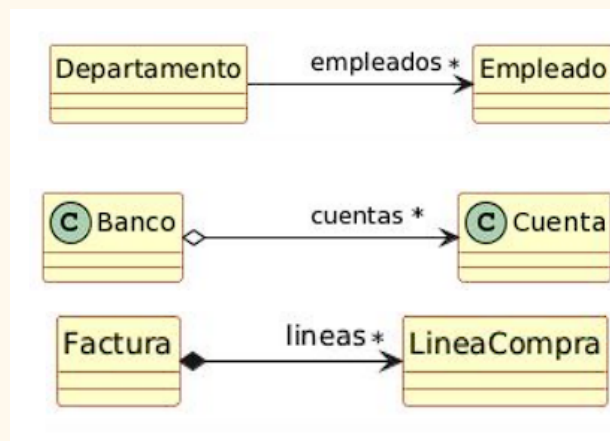 Departamento empleados * Empleado
C Banco cuentas * C Cuenta
Factura lineas * LineaCompra